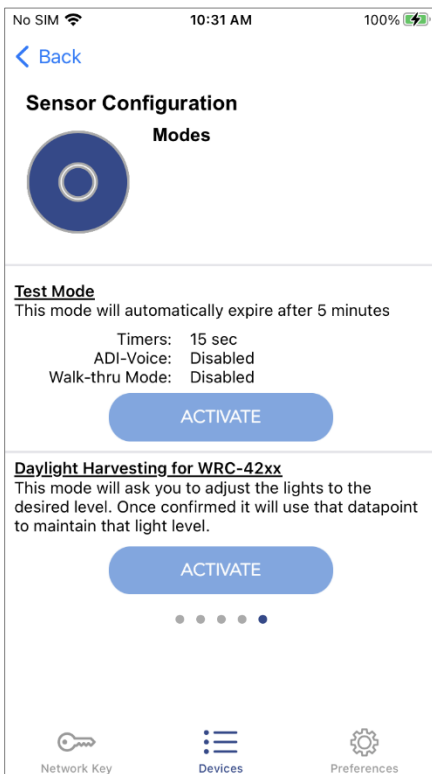 No SIM 10:31 AM 100%
Back
Sensor Configuration
Modes
Test Mode
This mode will automatically expire after 5 minutes
Timers: 15 sec
ADI-Voice: Disabled
Walk-thru Mode: Disabled
ACTIVATE
Daylight Harvesting for WRC-42xx
This mode will ask you to adjust the lights to the
desired level. Once confirmed it will use that datapoint
to maintain that light level.
ACTIVATE
Network Key Devices Preferences